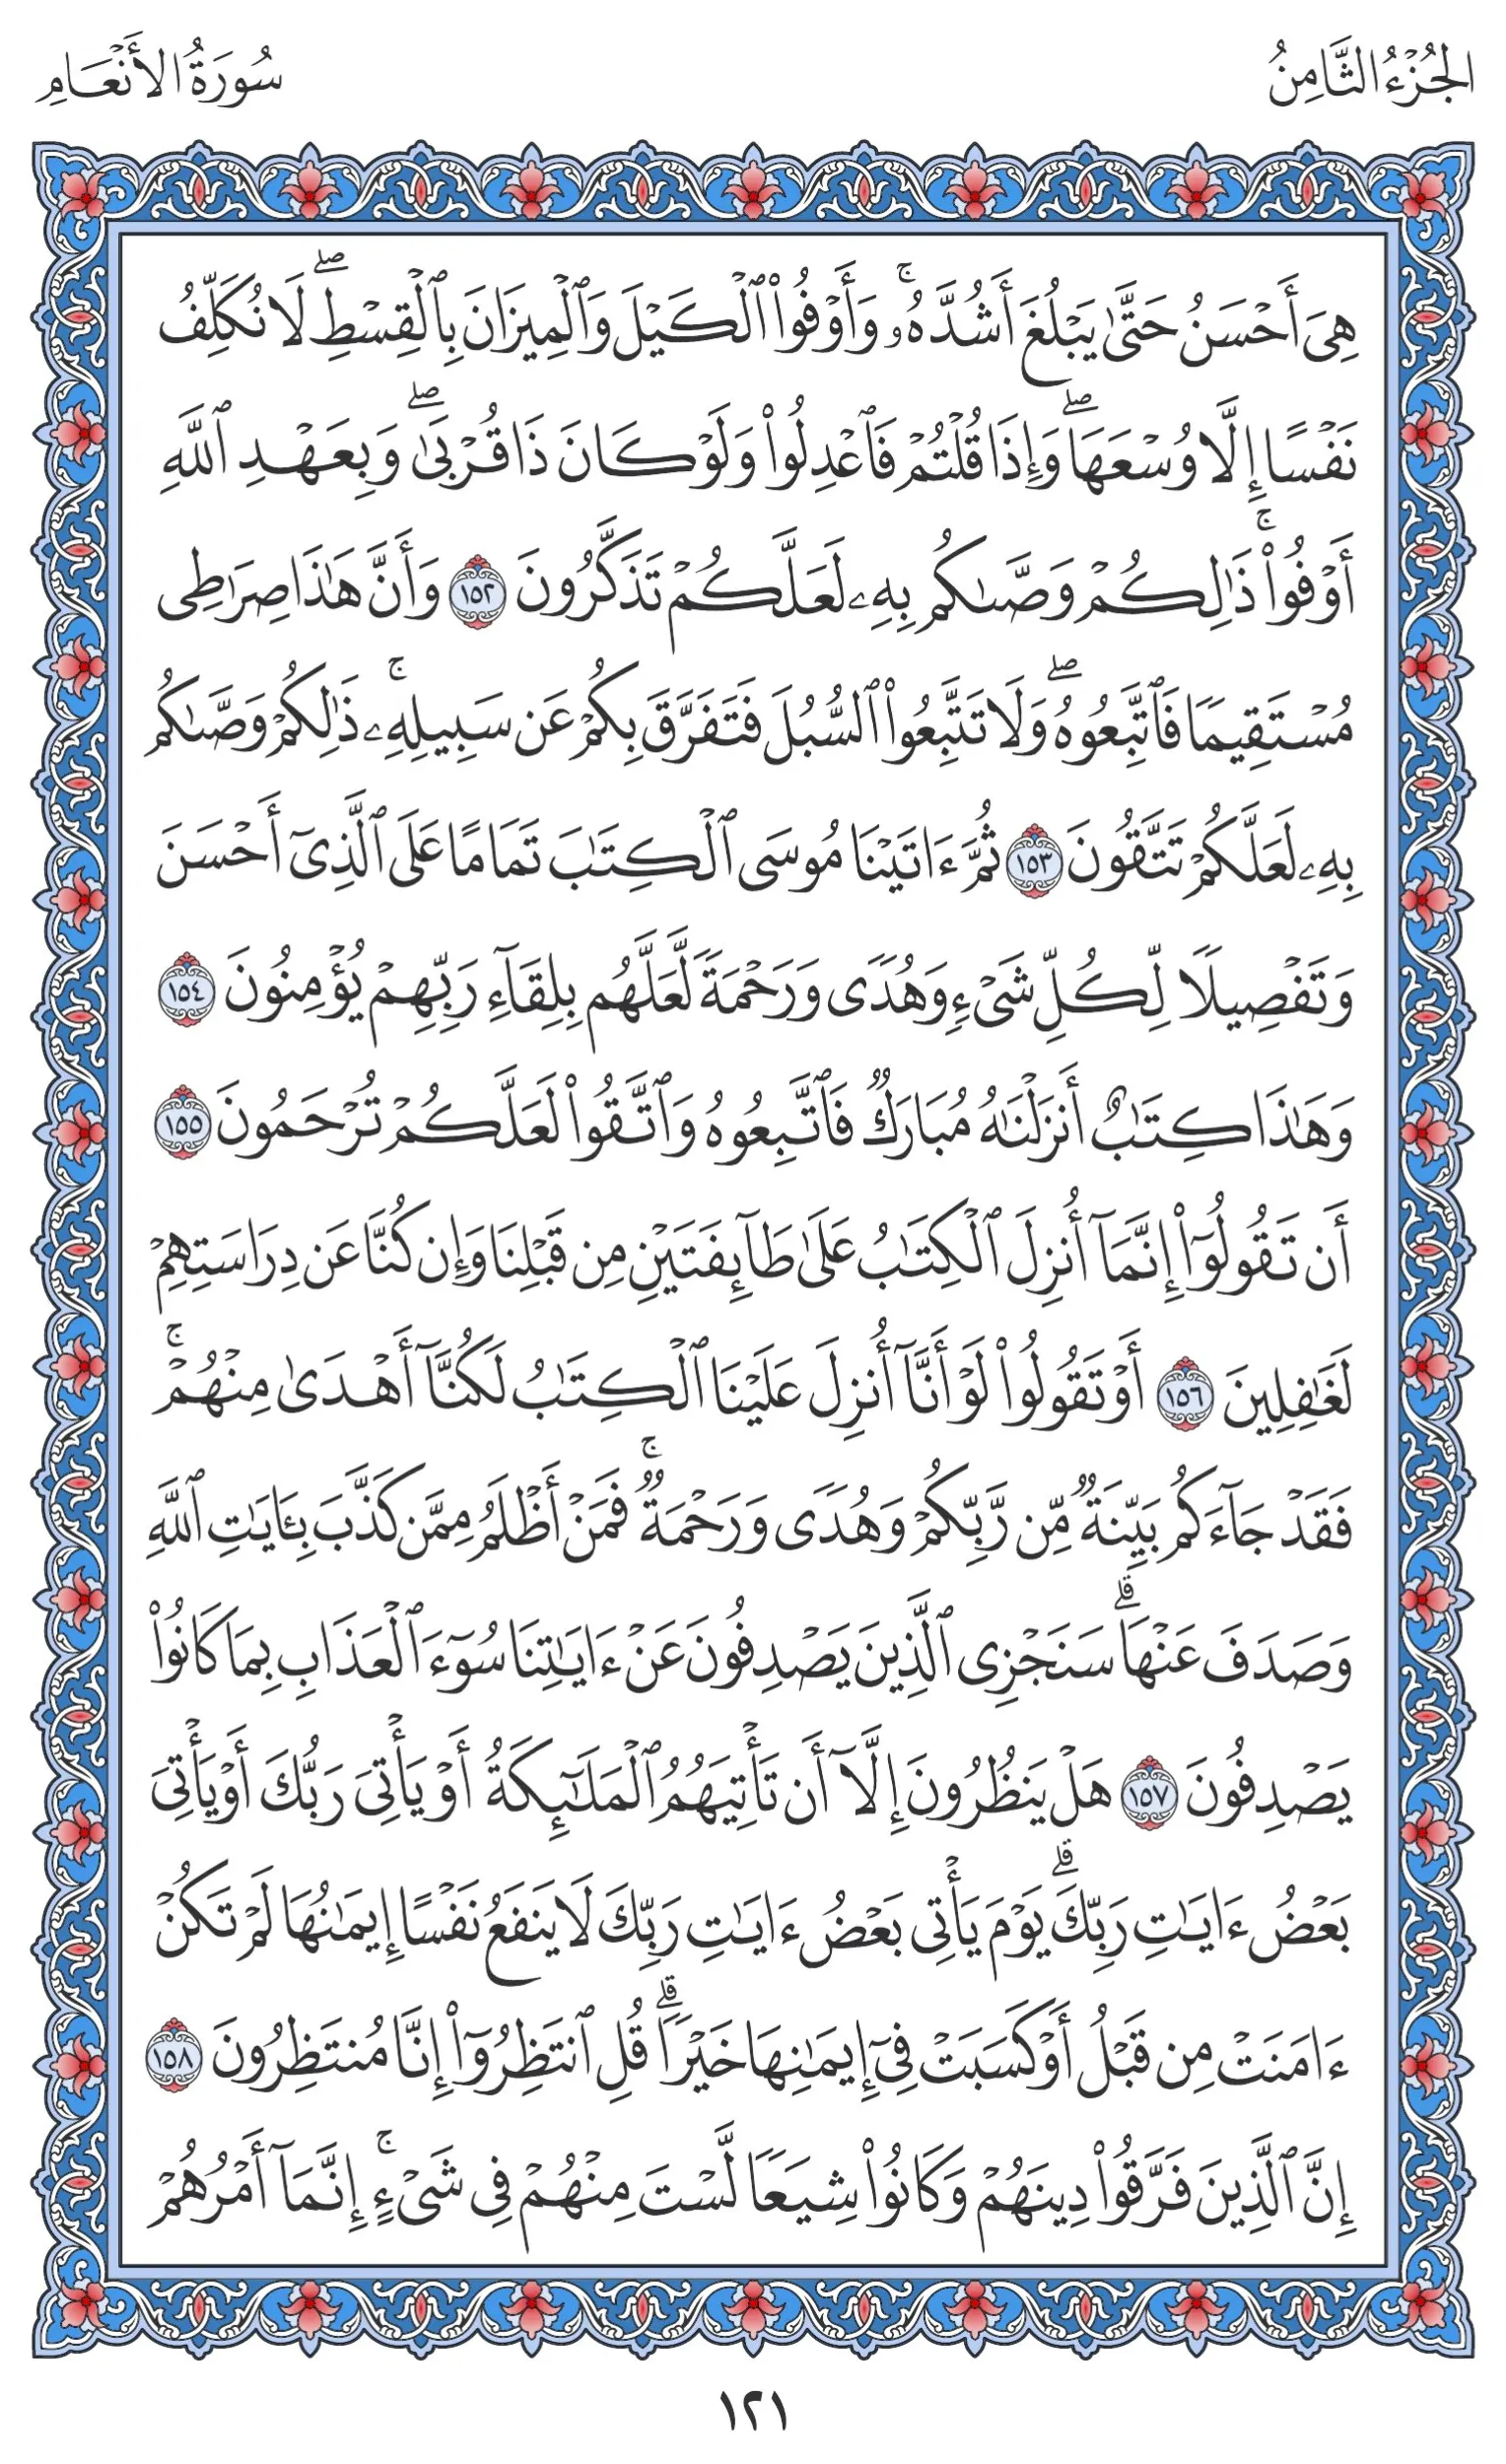 الجُزْءُ الثَّامِنُ
سُورَةُ الأَنْعَامِ
هِيَ أَحْسَنُ حَتَّىٰ يَبْلُغَ أَشُدَّهُۥۚ وَأَوْفُوا۟ ٱلْكَيْلَ وَٱلْمِيزَانَ بِٱلْقِسْطِۖ لَا نُكَلِّفُ
نَفْسًا إِلَّا وُسْعَهَاۖ وَإِذَا قُلْتُمْ فَٱعْدِلُوا۟ وَلَوْ كَانَ ذَا قُرْبَىٰۖ وَبِعَهْدِ ٱللَّهِ
أَوْفُوا۟ۚ ذَٰلِكُمْ وَصَّىٰكُم بِهِۦ لَعَلَّكُمْ تَذَكَّرُونَ ١٥٢ وَأَنَّ هَٰذَا صِرَٰطِى
مُسْتَقِيمًا فَٱتَّبِعُوهُۖ وَلَا تَتَّبِعُوا۟ ٱلسُّبُلَ فَتَفَرَّقَ بِكُمْ عَن سَبِيلِهِۦۚ ذَٰلِكُمْ وَصَّىٰكُم
بِهِۦ لَعَلَّكُمْ تَتَّقُونَ ١٥٣ ثُمَّ ءَاتَيْنَا مُوسَى ٱلْكِتَٰبَ تَمَامًا عَلَى ٱلَّذِىٓ أَحْسَنَ
وَتَفْصِيلًا لِّكُلِّ شَىْءٍ وَهُدًى وَرَحْمَةً لَّعَلَّهُم بِلِقَآءِ رَبِّهِمْ يُؤْمِنُونَ ١٥٤
وَهَٰذَا كِتَٰبٌ أَنزَلْنَٰهُ مُبَارَكٌ فَٱتَّبِعُوهُ وَٱتَّقُوا۟ لَعَلَّكُمْ تُرْحَمُونَ ١٥٥
أَن تَقُولُوٓا۟ إِنَّمَآ أُنزِلَ ٱلْكِتَٰبُ عَلَىٰ طَآئِفَتَيْنِ مِن قَبْلِنَا وَإِن كُنَّا عَن دِرَاسَتِهِمْ
لَغَٰفِلِينَ ١٥٦ أَوْ تَقُولُوا۟ لَوْ أَنَّآ أُنزِلَ عَلَيْنَا ٱلْكِتَٰبُ لَكُنَّآ أَهْدَىٰ مِنْهُمْۚ
فَقَدْ جَآءَكُم بَيِّنَةٌ مِّن رَّبِّكُمْ وَهُدًى وَرَحْمَةٌۚ فَمَنْ أَظْلَمُ مِمَّن كَذَّبَ بِـَٔايَٰتِ ٱللَّهِ
وَصَدَفَ عَنْهَاۗ سَنَجْزِى ٱلَّذِينَ يَصْدِفُونَ عَنْ ءَايَٰتِنَا سُوٓءَ ٱلْعَذَابِ بِمَا كَانُوا۟
يَصْدِفُونَ ١٥٧ هَلْ يَنظُرُونَ إِلَّآ أَن تَأْتِيَهُمُ ٱلْمَلَٰٓئِكَةُ أَوْ يَأْتِىَ رَبُّكَ أَوْ يَأْتِىَ
بَعْضُ ءَايَٰتِ رَبِّكَۗ يَوْمَ يَأْتِى بَعْضُ ءَايَٰتِ رَبِّكَ لَا يَنفَعُ نَفْسًا إِيمَٰنُهَا لَمْ تَكُنْ
ءَامَنَتْ مِن قَبْلُ أَوْ كَسَبَتْ فِىٓ إِيمَٰنِهَا خَيْرًاۗ قُلِ ٱنتَظِرُوٓا۟ إِنَّا مُنتَظِرُونَ ١٥٨
إِنَّ ٱلَّذِينَ فَرَّقُوا۟ دِينَهُمْ وَكَانُوا۟ شِيَعًا لَّسْتَ مِنْهُمْ فِى شَىْءٍۚ إِنَّمَآ أَمْرُهُمْ
١٢١